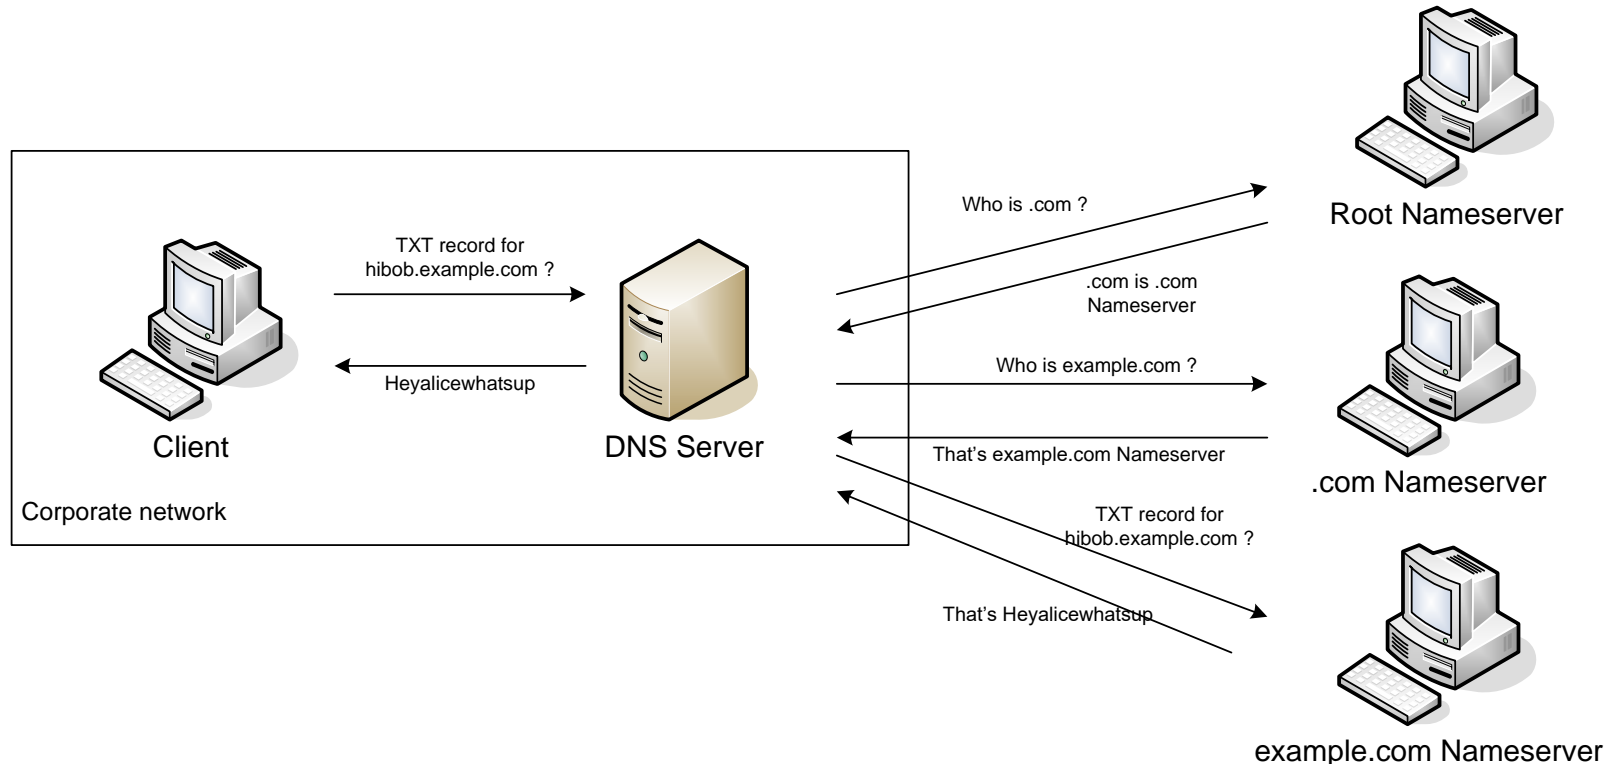 Who is .com ?
Root Nameserver
TXT record for
hibob.example.com ?
.com is .com
Nameserver
Heyalicewhatsup
Who is example.com ?
Client
DNS Server
That's example.com Nameserver
.com Nameserver
Corporate network
TXT record for
hibob.example.com ?
That's Heyalicewhatsup
example.com Nameserver